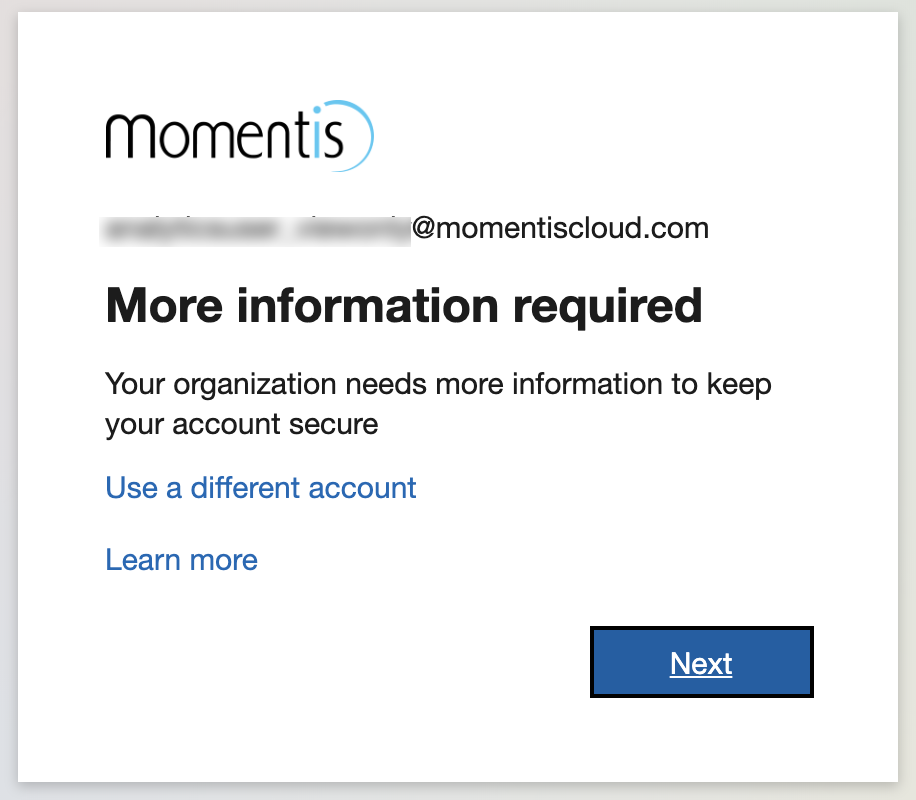 Momentis
@momentiscloud.com
More information required
Your organization needs more information to keep
your account secure
Use a different account
Learn more
Next